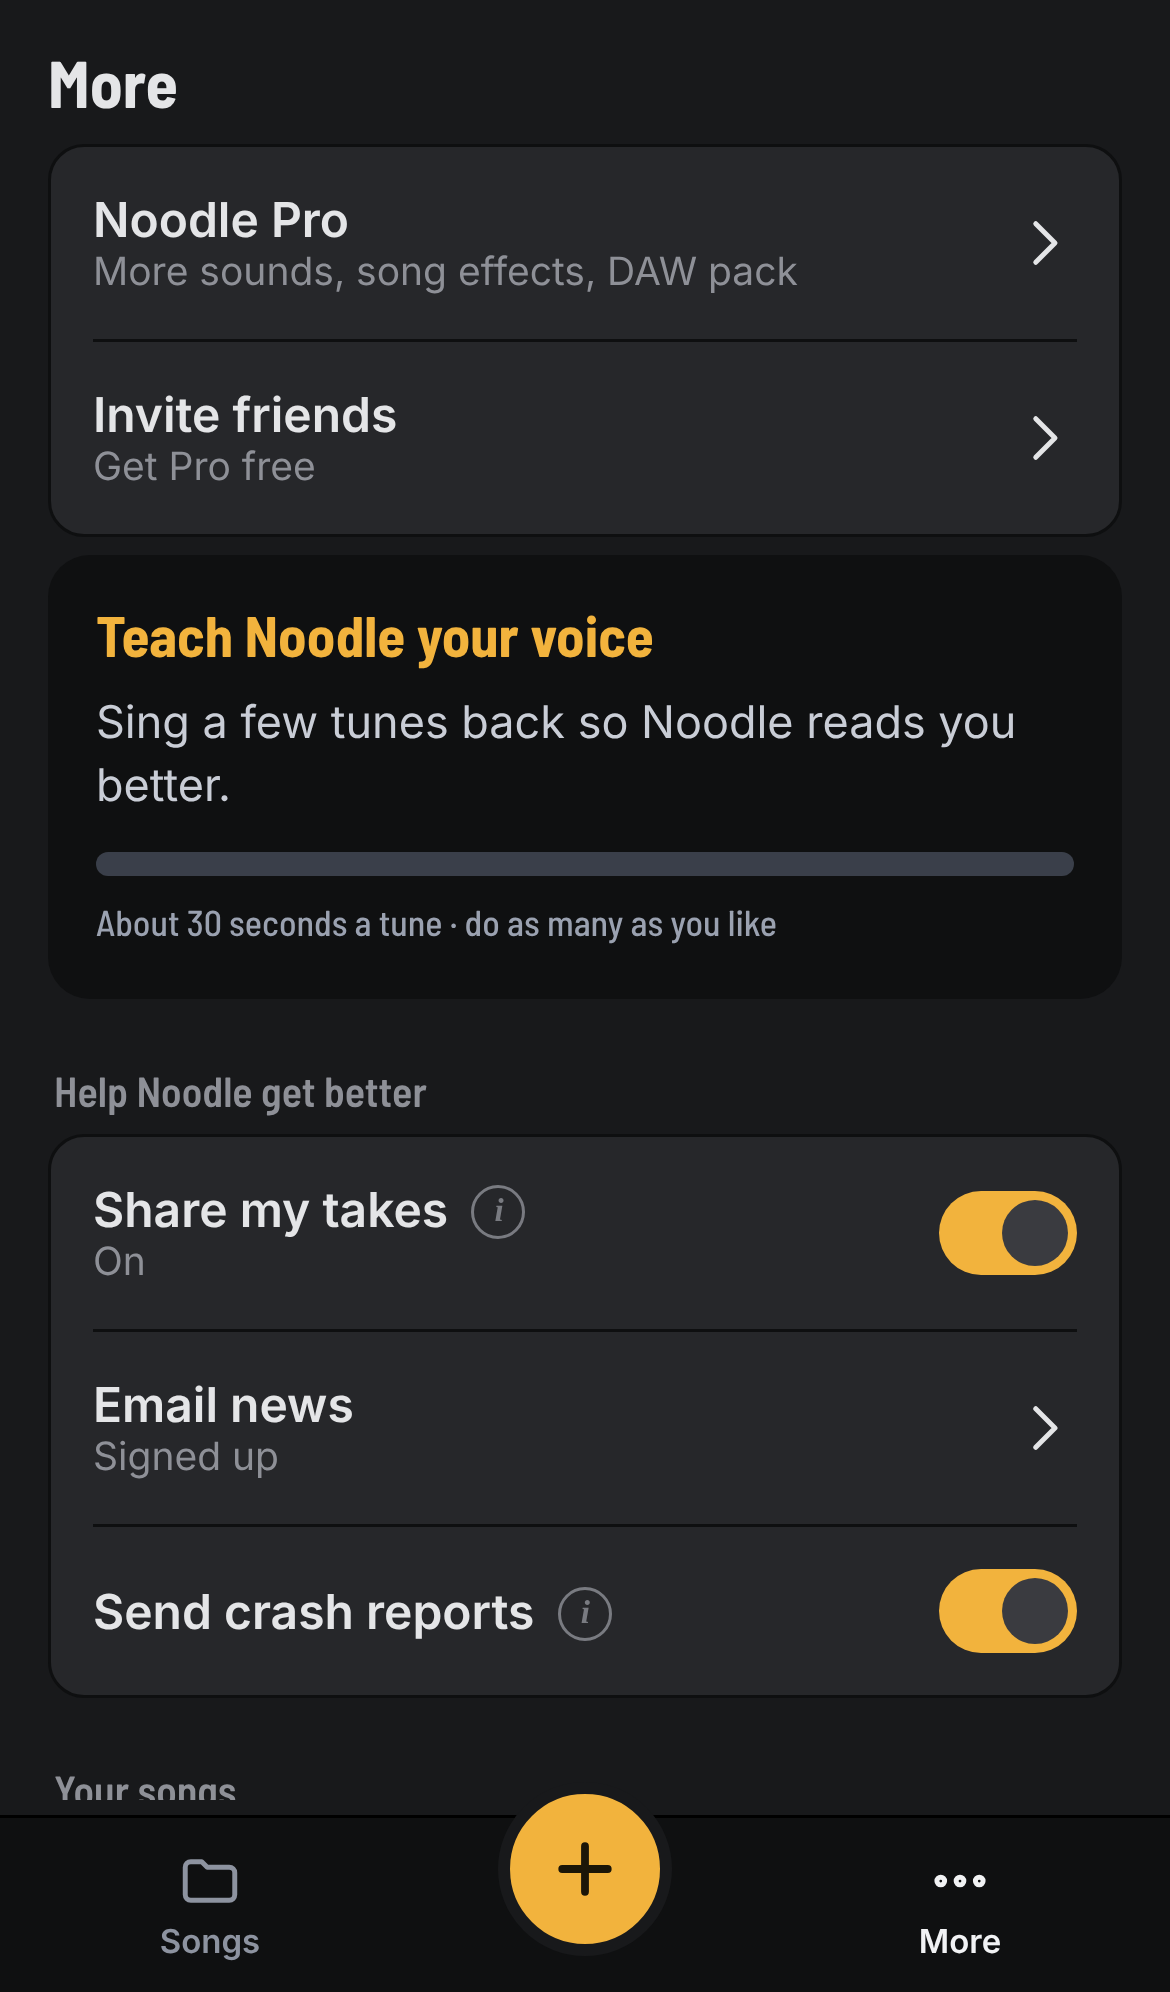 More
Noodle Pro
More sounds, song effects, DAW pack
Invite friends
Get Pro free
Teach Noodle your voice
Sing a few tunes back so Noodle reads you
better.
About 30 seconds a tune · do as many as you like
Help Noodle get better
Share my takes i
On
Email news
Signed up
Send crash reports i
Your songs
Songs
More